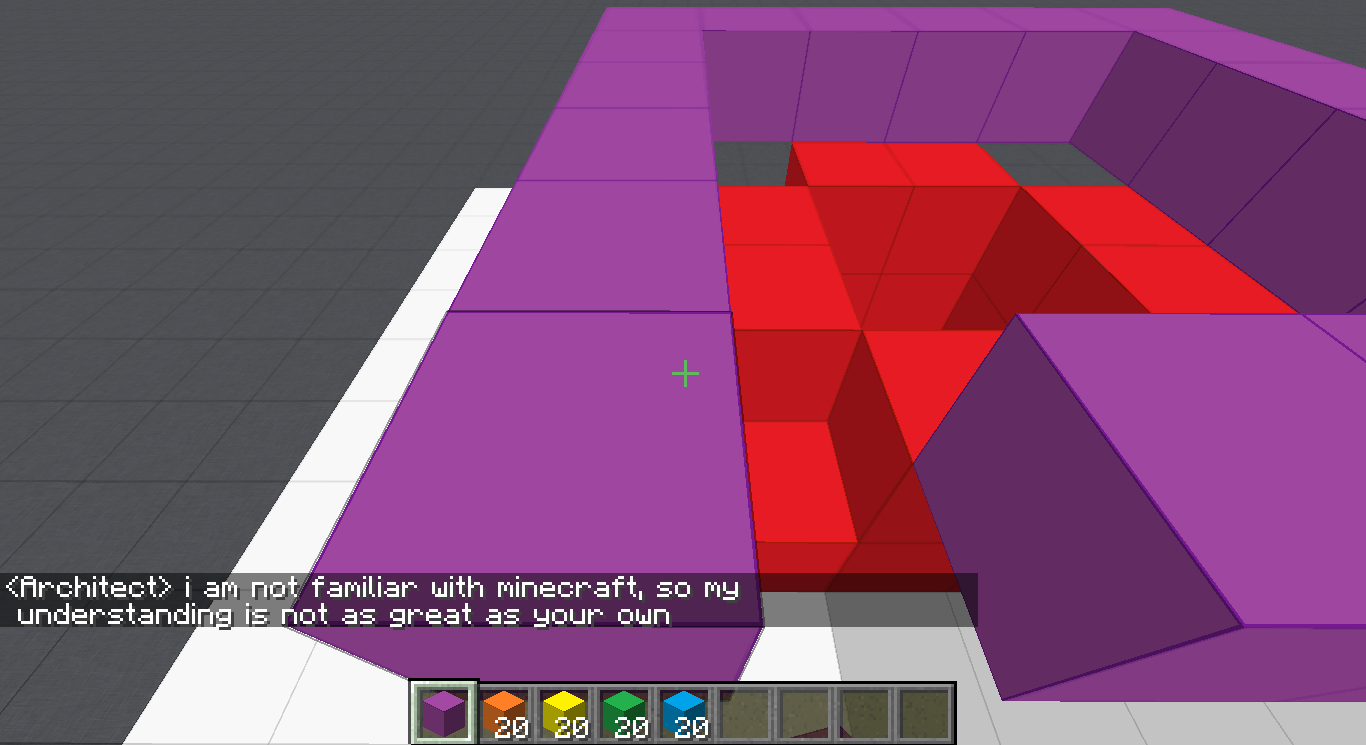 <Architect> i am not familiar with minecraft, so my
understanding is not as great as your own
20 20 20 20